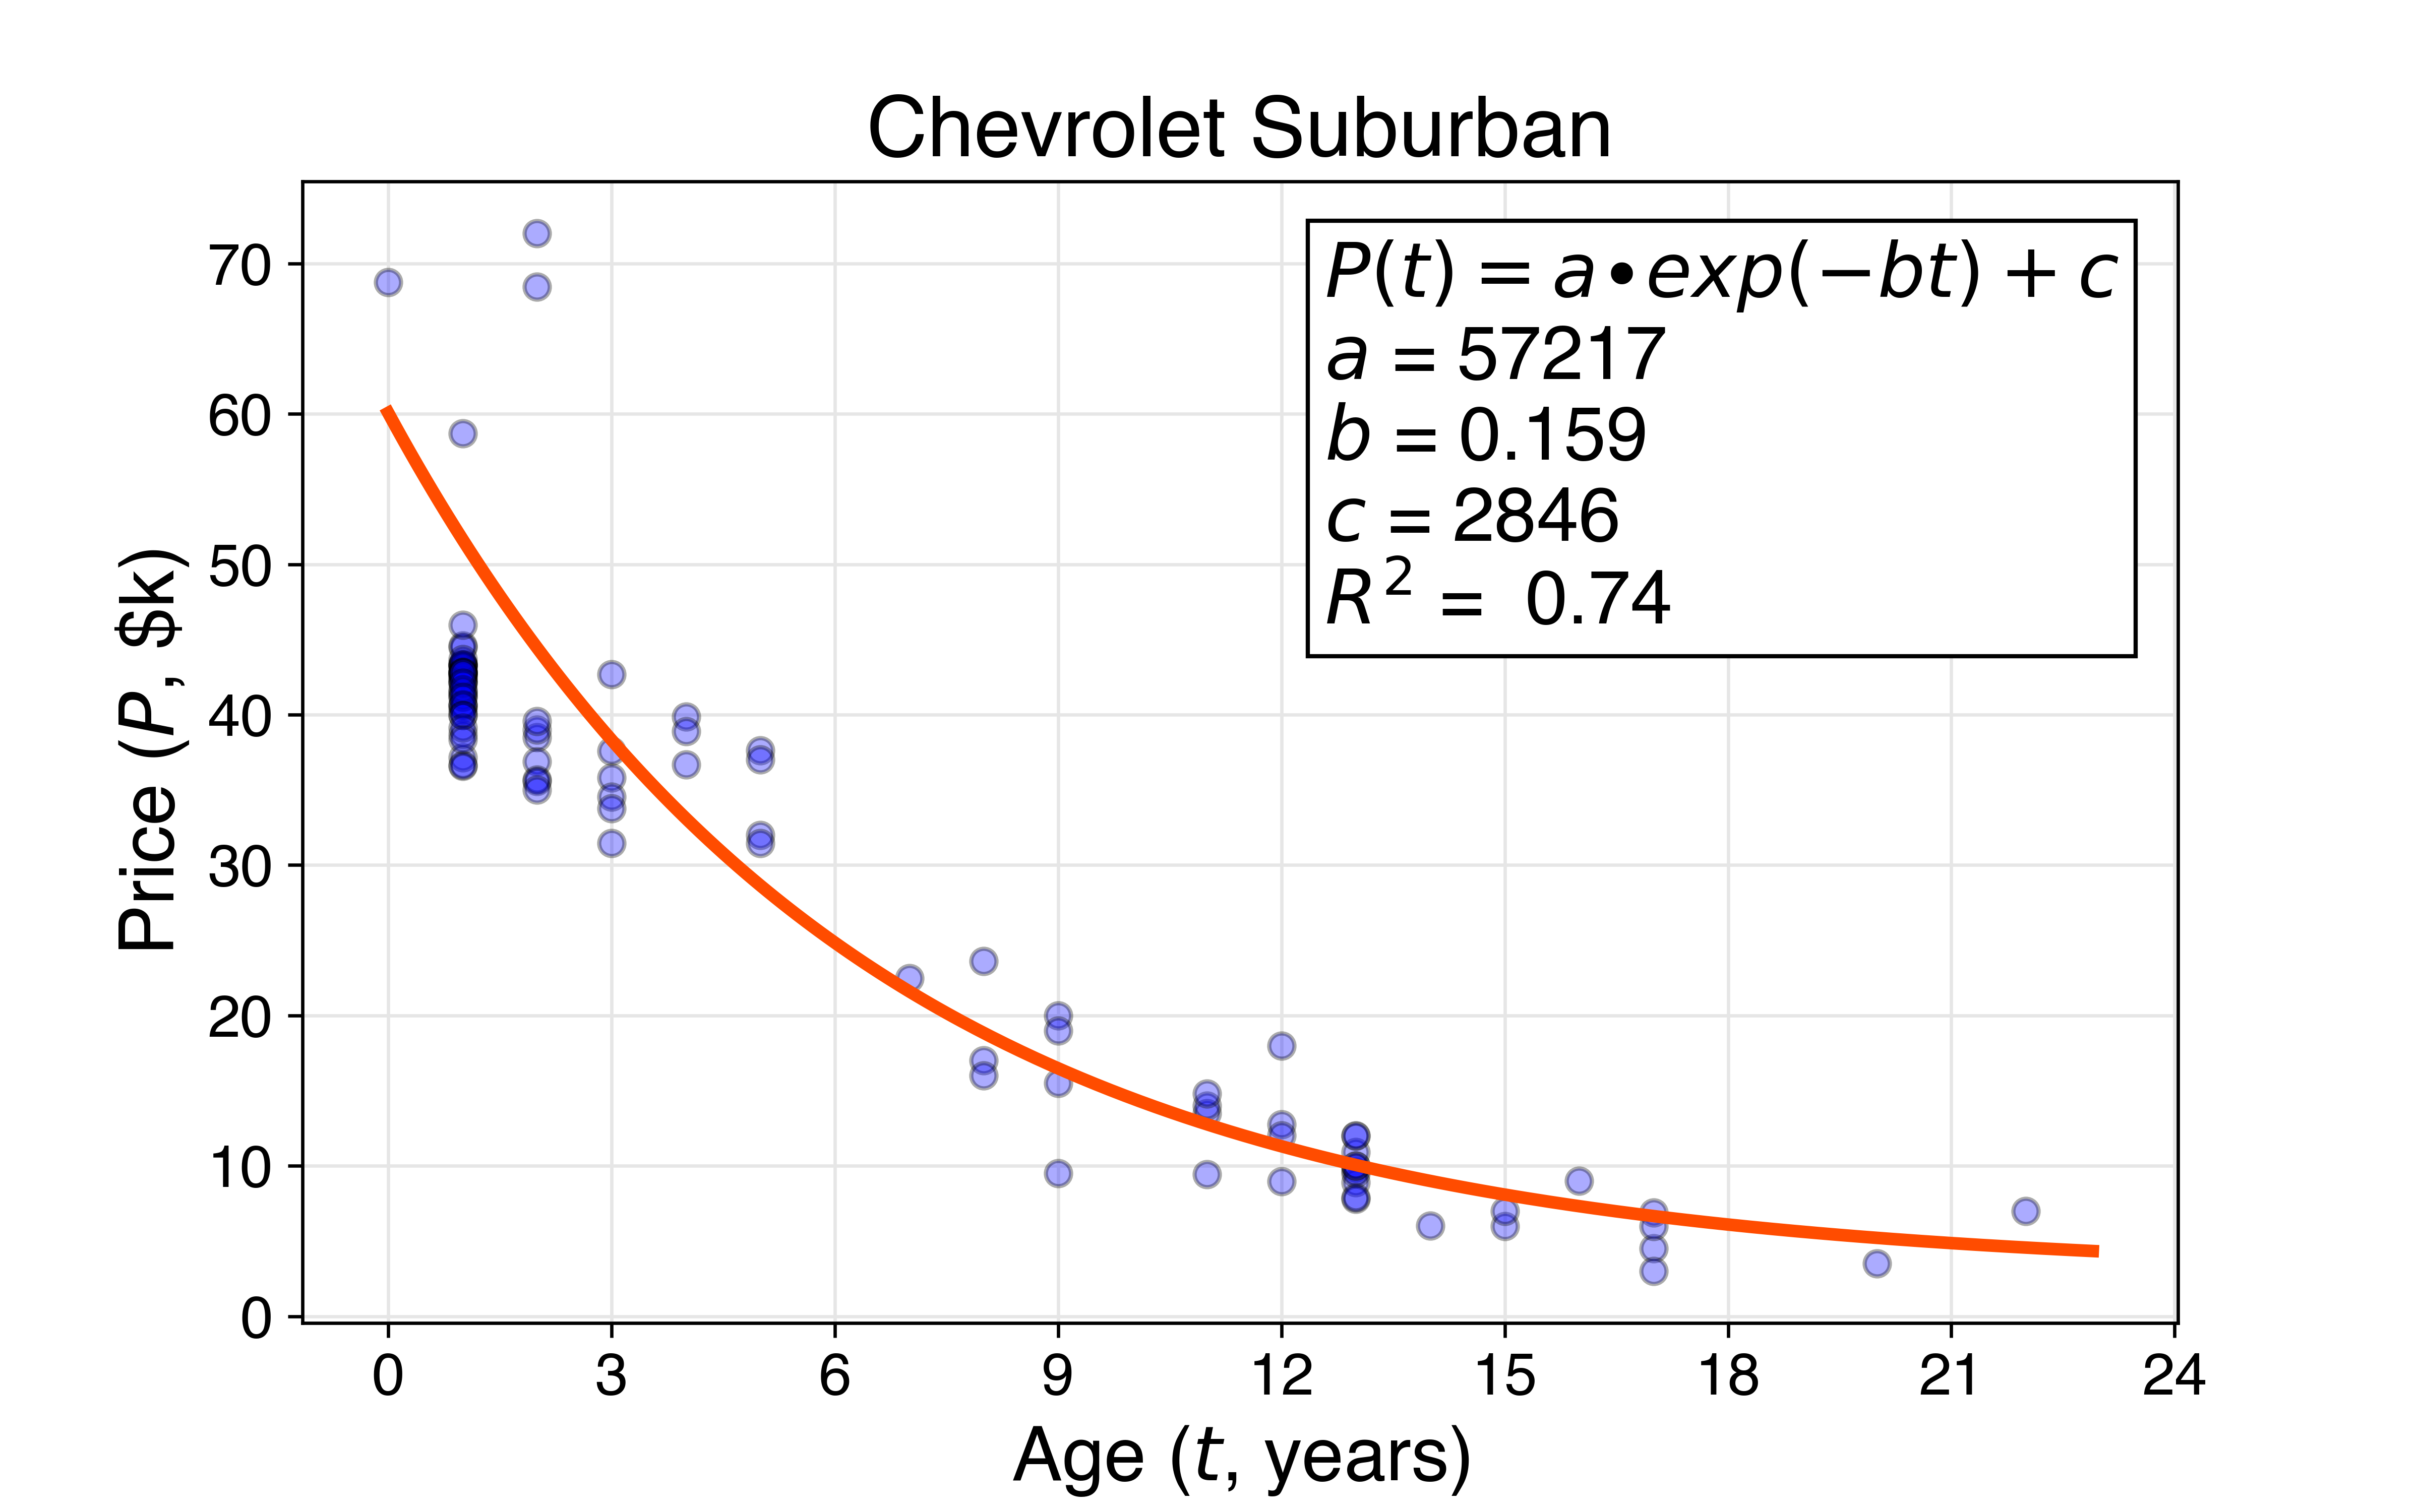 Chevrolet Suburban
P(t) = a•exp(−bt) + c
a = 57217
b = 0.159
c = 2846
R² = 0.74
Price (P, $k)
70
60
50
40
30
20
10
0
0 3 6 9 12 15 18 21 24
Age (t, years)